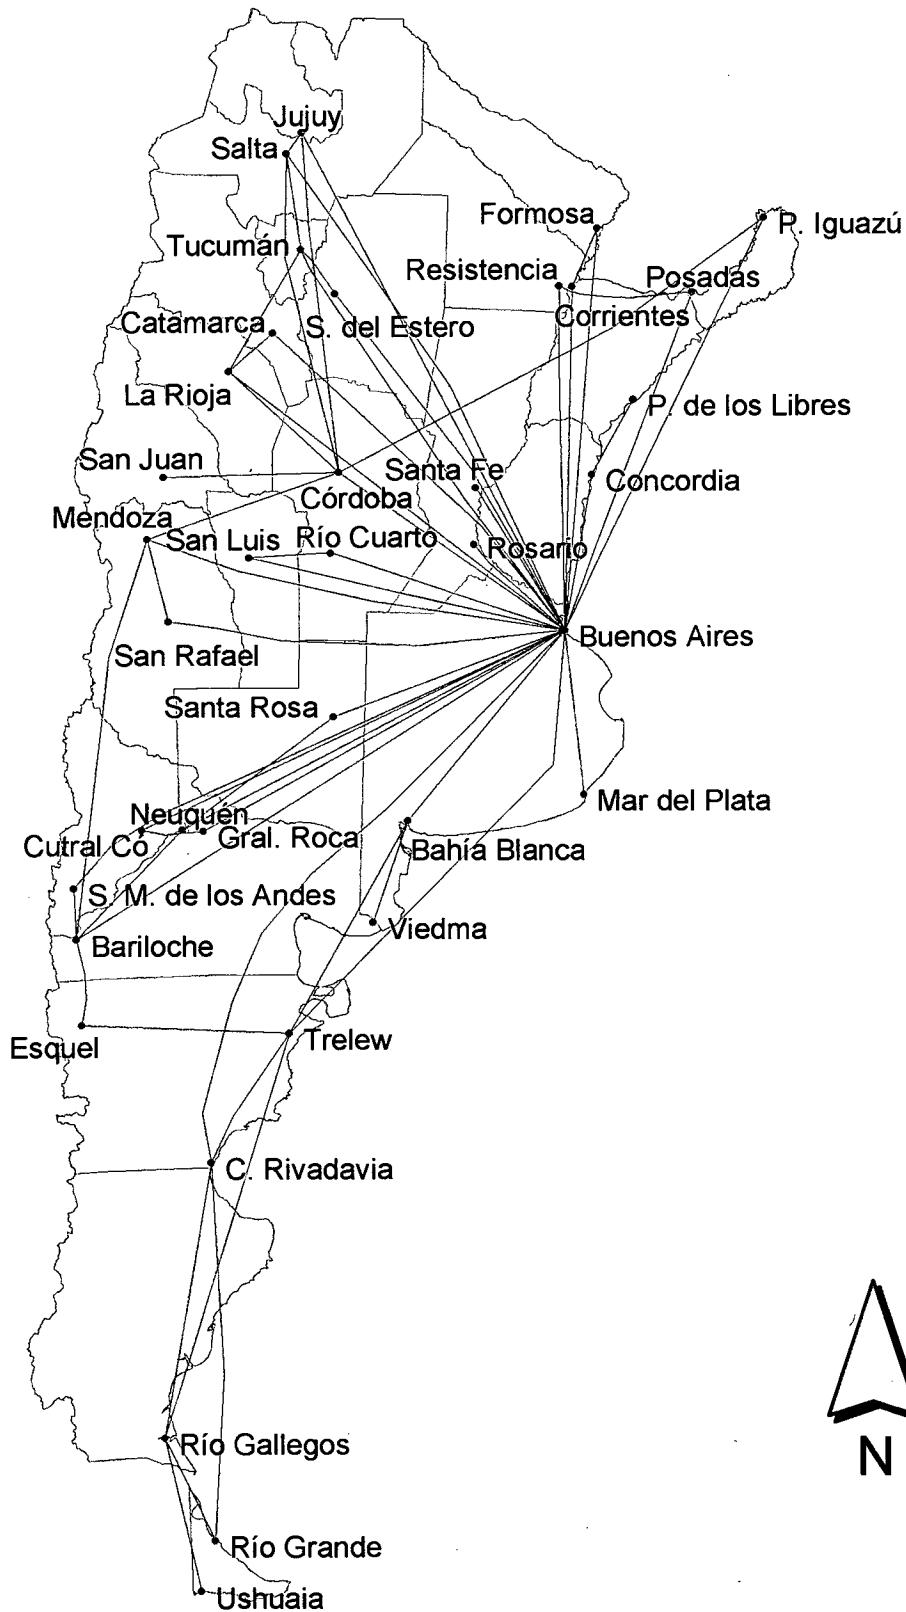 Jujuy
Salta
Formosa
P. Iguazú
Tucumán
Resistencia
Posadas
Corrientes
Catamarca
S. del Estero
La Rioja
P. de los Libres
San Juan
Santa Fe
Concordia
Córdoba
Mendoza
San Luis
Río Cuarto
Rosario
Buenos Aires
San Rafael
Santa Rosa
Mar del Plata
Neuquén
Cutral Có
Gral. Roca
Bahía Blanca
S. M. de los Andes
Viedma
Bariloche
Esquel
Trelew
C. Rivadavia
Río Gallegos
N
Río Grande
Ushuaia